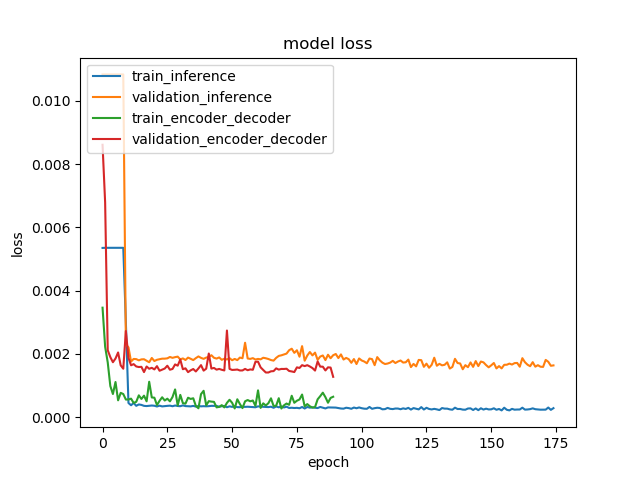 model loss
train_inference
validation_inference
train_encoder_decoder
validation_encoder_decoder
0.010
0.008
0.006
0.004
0.002
0.000
loss
0 25 50 75 100 125 150 175
epoch